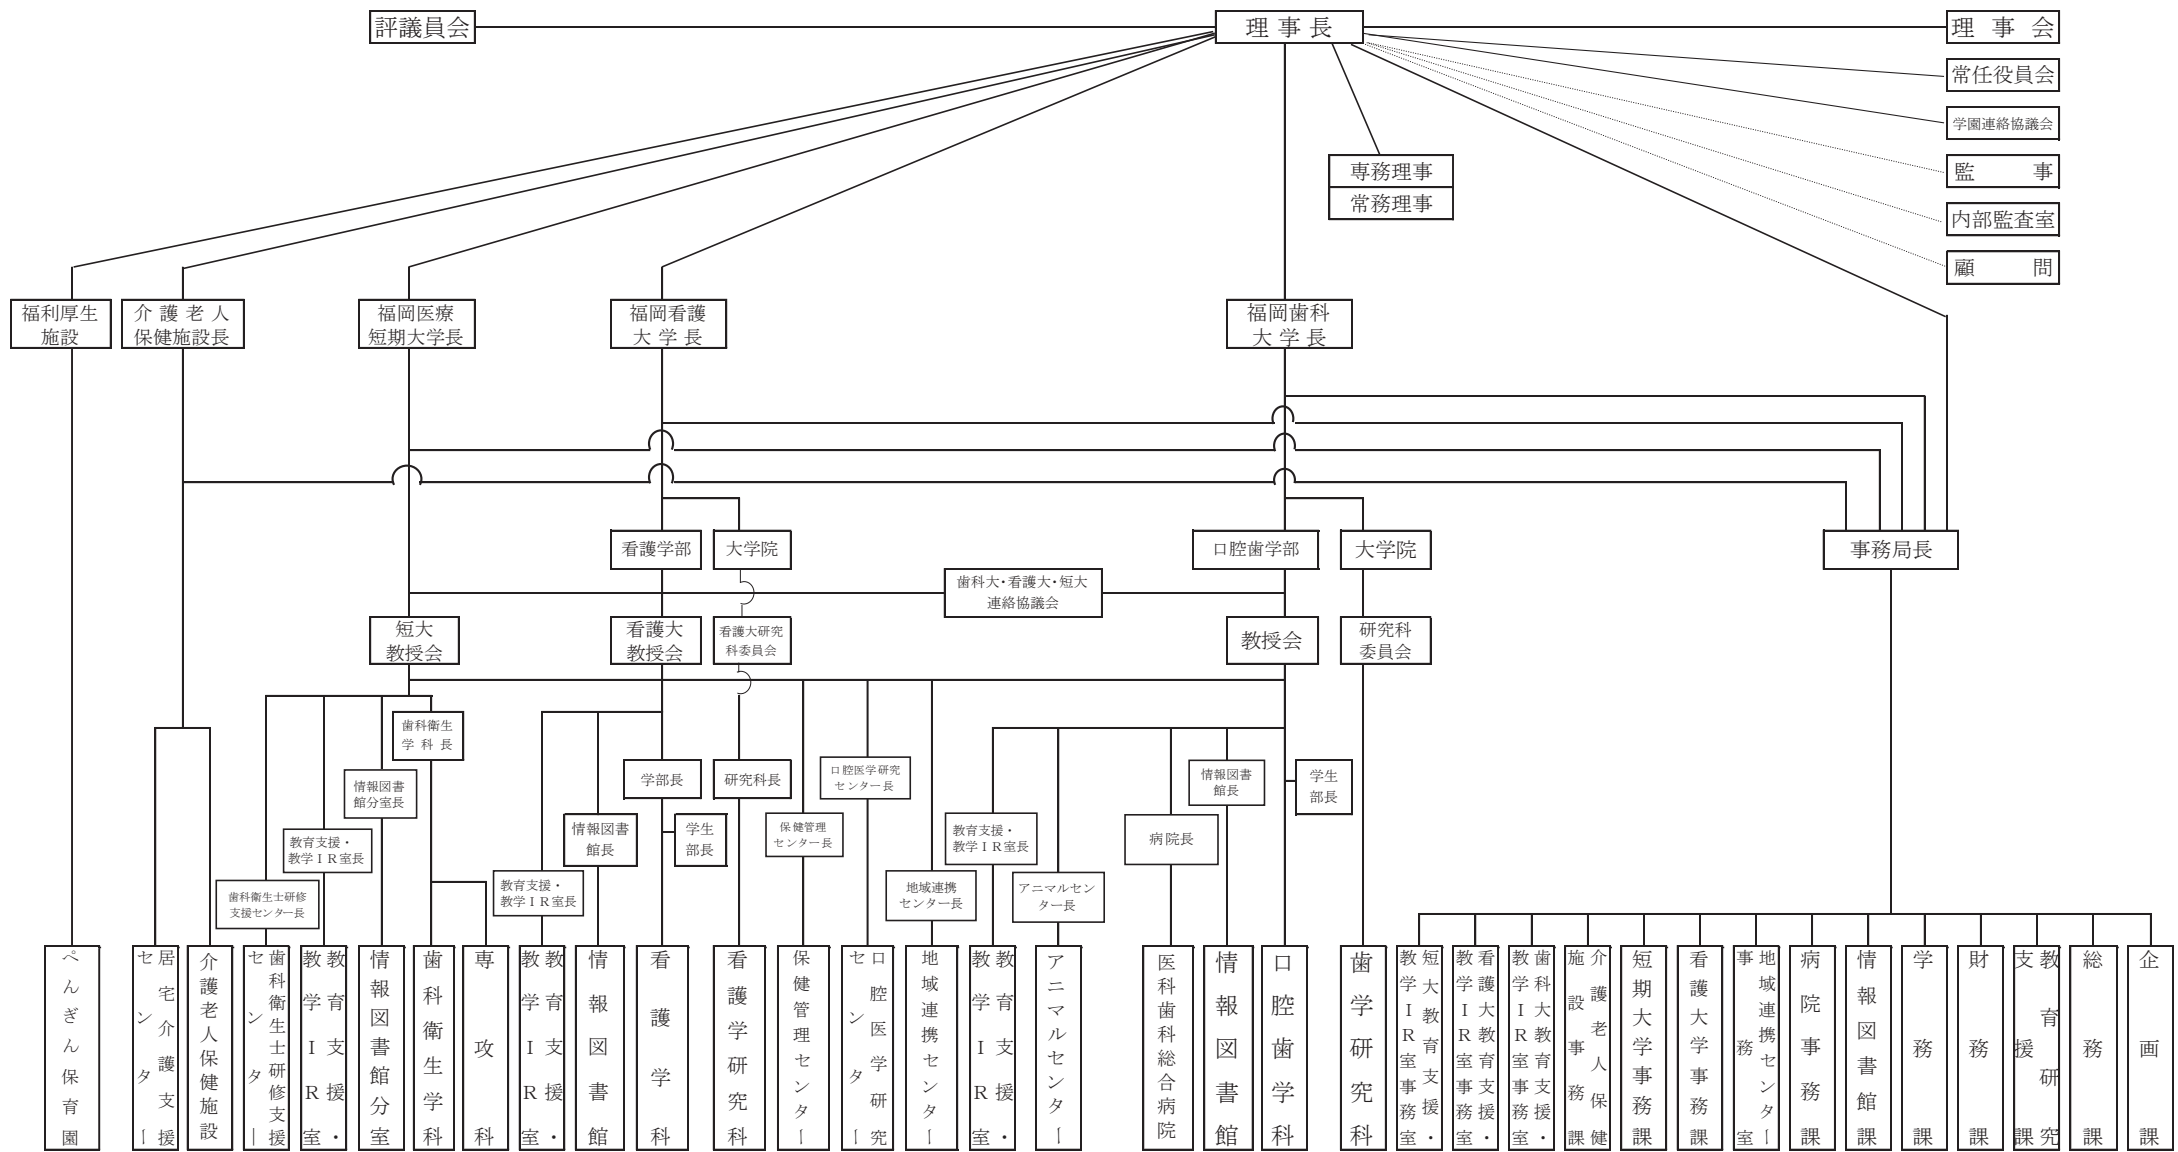 評議員会
理事長
理事会
常任役員会
学園連絡協議会
監事
内部監査室
顧問
専務理事
常務理事
福利厚生
施設
介護老人
保健施設長
福岡医療
短期大学長
福岡看護
大学長
福岡歯科
大学長
看護学部
大学院
口腔歯学部
大学院
事務局長
歯科大・看護大・短大
連絡協議会
短大
教授会
看護大
教授会
看護大研究
科委員会
教授会
研究科
委員会
歯科衛生
学科長
情報図書
館分室長
教育支援・
教学ＩＲ室長
歯科衛生士研修
支援センター長
学部長
研究科長
情報図書
館長
学生
部長
教育支援・
教学ＩＲ室長
保健管理
センター長
口腔医学研究
センター長
地域連携
センター長
教育支援・
教学ＩＲ室長
アニマルセン
ター長
病院長
情報図書
館長
学生
部長
ぺんぎん保育園
居宅介護支援
センター
介護老人保健施設
歯科衛生士研修支援
センター
教育支援・
教学ＩＲ室
情報図書館分室
歯科衛生学科
専攻科
教育支援・
教学ＩＲ室
情報図書館
看護学科
看護学研究科
保健管理センター
口腔医学研究
センター
地域連携センター
教育支援・
教学ＩＲ室
アニマルセンター
医科歯科総合病院
情報図書館
口腔歯学科
歯学研究科
短大教育支援・
教学ＩＲ室事務室
看護大教育支援・
教学ＩＲ室事務室
歯科大教育支援・
教学ＩＲ室事務室
介護老人保健
施設事務課
短期大学事務課
看護大学事務課
地域連携センター
事務室
病院事務課
情報図書館課
学務課
財務課
教育研究
支援課
総務課
企画課